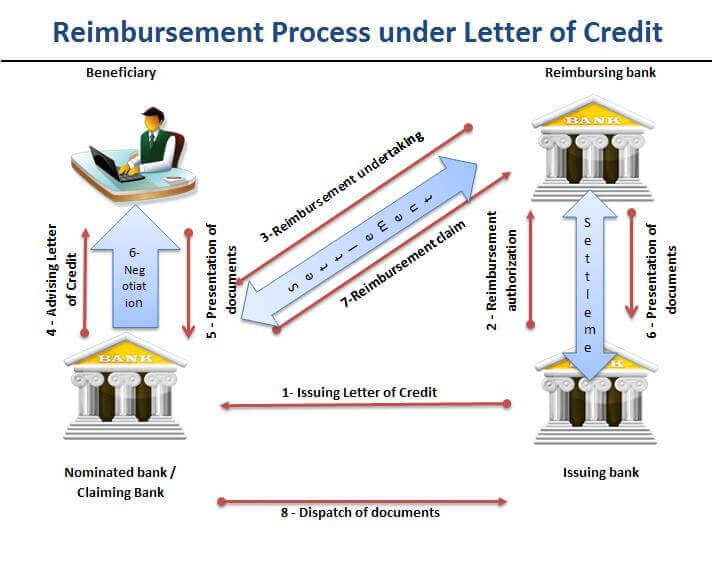 Reimbursement Process under Letter of Credit
Beneficiary
Reimbursing bank
BANK
3-Reimbursement undertaking
Settlement
7-Reimbursement claim
4 - Advising Letter
of Credit
6-
Neg
otiat
ion
5 - Presentation of
documents
2 - Reimbursement
authorization
Settleme
6 - Presentation of
documents
BANK
1- Issuing Letter of Credit
Nominated bank /
Claiming Bank
Issuing bank
8 - Dispatch of documents